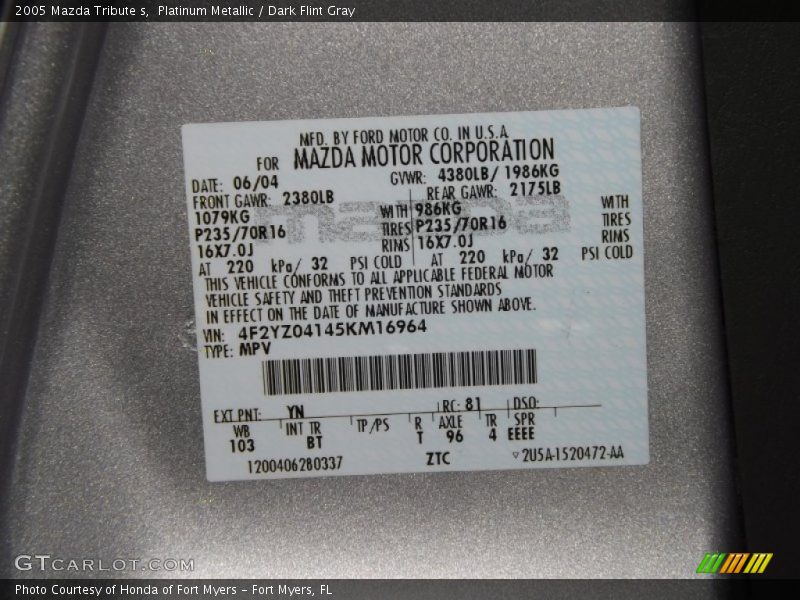 2005 Mazda Tribute s,  Platinum Metallic / Dark Flint Gray
MFD. BY FORD MOTOR CO. IN U.S.A.
FOR MAZDA MOTOR CORPORATION
DATE: 06/04 GVWR: 4380LB/ 1986KG
FRONT GAWR: 2380LB REAR GAWR: 2175LB
1079KG WITH 986KG WITH
P235/70R16 TIRES P235/70R16 TIRES
16X7.0J RIMS 16X7.0J RIMS
AT 220 kPa/ 32 PSI COLD AT 220 kPa/ 32 PSI COLD
THIS VEHICLE CONFORMS TO ALL APPLICABLE FEDERAL MOTOR
VEHICLE SAFETY AND THEFT PREVENTION STANDARDS
IN EFFECT ON THE DATE OF MANUFACTURE SHOWN ABOVE.
VIN: 4F2YZ04145KM16964
TYPE: MPV
EXT PNT: YN RC: 81 DSO:
WB INT TR TP/PS R AXLE TR SPR
103 BT T 96 4 EEEE
1200406280337 ZTC ▽2U5A-1520472-AA
mazda
GTCARLOT.COM
Photo Courtesy of Honda of Fort Myers – Fort Myers, FL